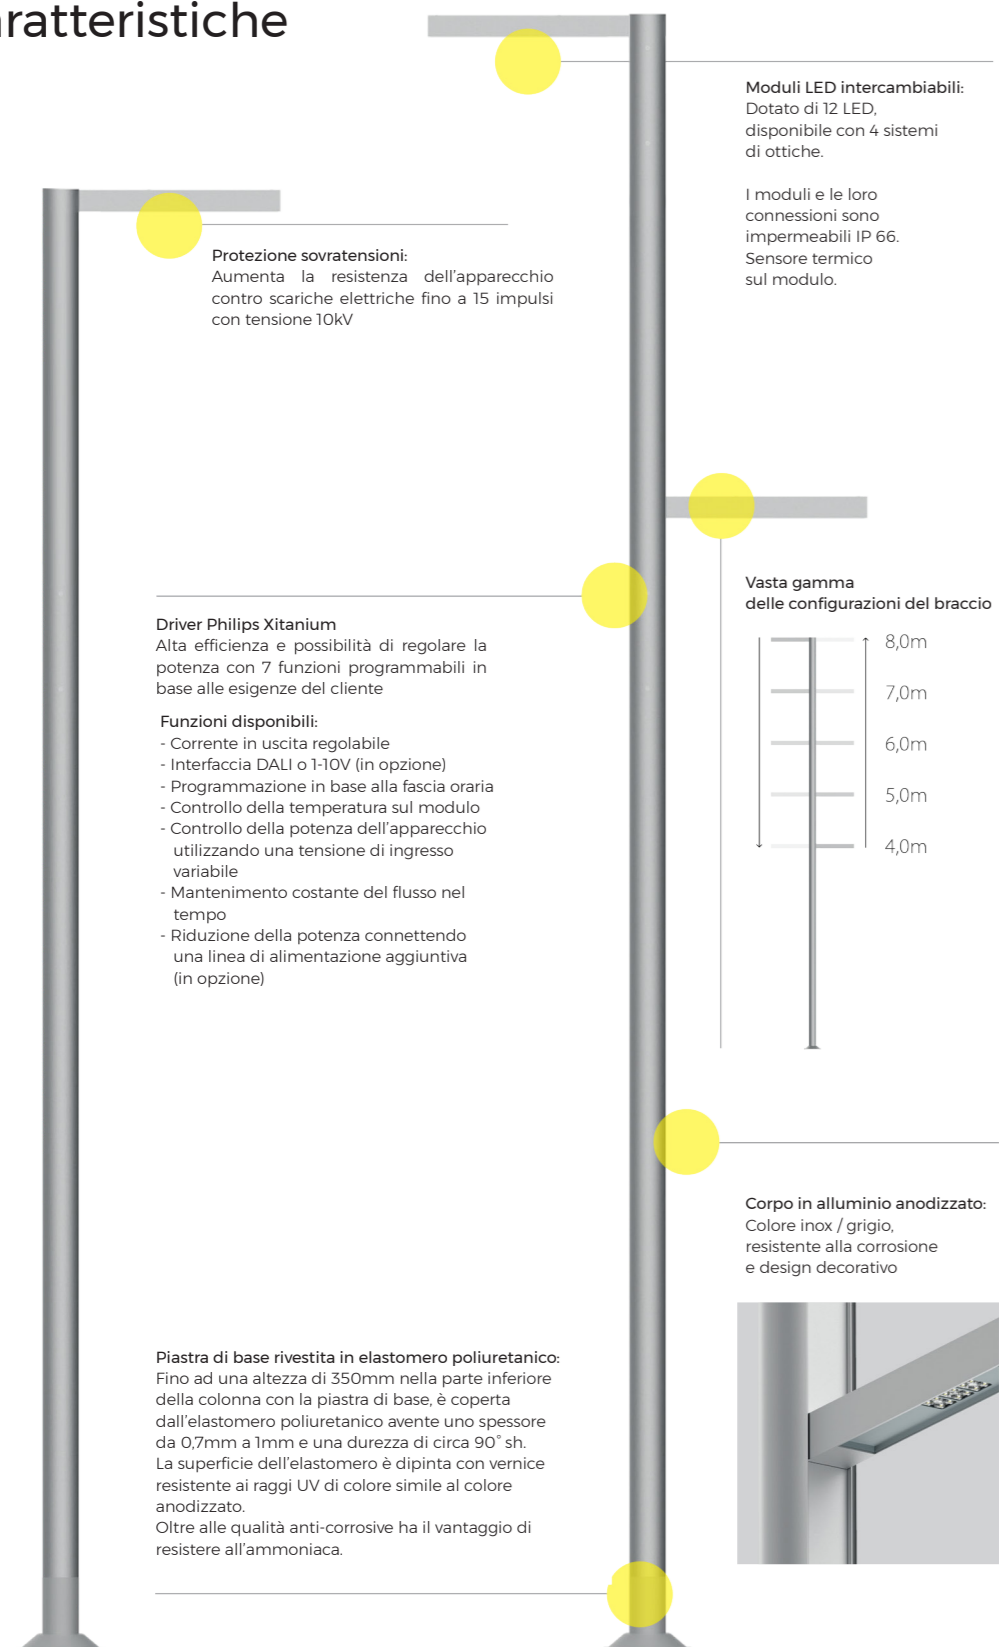 aratteristiche
Moduli LED intercambiabili:
Dotato di 12 LED,
disponibile con 4 sistemi
di ottiche.
I moduli e le loro
connessioni sono
impermeabili IP 66.
Sensore termico
sul modulo.
Protezione sovratensioni:
Aumenta la resistenza dell'apparecchio
contro scariche elettriche fino a 15 impulsi
con tensione 10kV
Vasta gamma
delle configurazioni del braccio
8,0m
7,0m
6,0m
5,0m
4,0m
Driver Philips Xitanium
Alta efficienza e possibilità di regolare la
potenza con 7 funzioni programmabili in
base alle esigenze del cliente
Funzioni disponibili:
- Corrente in uscita regolabile
- Interfaccia DALI o 1-10V (in opzione)
- Programmazione in base alla fascia oraria
- Controllo della temperatura sul modulo
- Controllo della potenza dell'apparecchio
utilizzando una tensione di ingresso
variabile
- Mantenimento costante del flusso nel
tempo
- Riduzione della potenza connettendo
una linea di alimentazione aggiuntiva
(in opzione)
Corpo in alluminio anodizzato:
Colore inox / grigio,
resistente alla corrosione
e design decorativo
Piastra di base rivestita in elastomero poliuretanico:
Fino ad una altezza di 350mm nella parte inferiore
della colonna con la piastra di base, è coperta
dall'elastomero poliuretanico avente uno spessore
da 0,7mm a 1mm e una durezza di circa 90° sh.
La superficie dell'elastomero è dipinta con vernice
resistente ai raggi UV di colore simile al colore
anodizzato.
Oltre alle qualità anti-corrosive ha il vantaggio di
resistere all'ammoniaca.